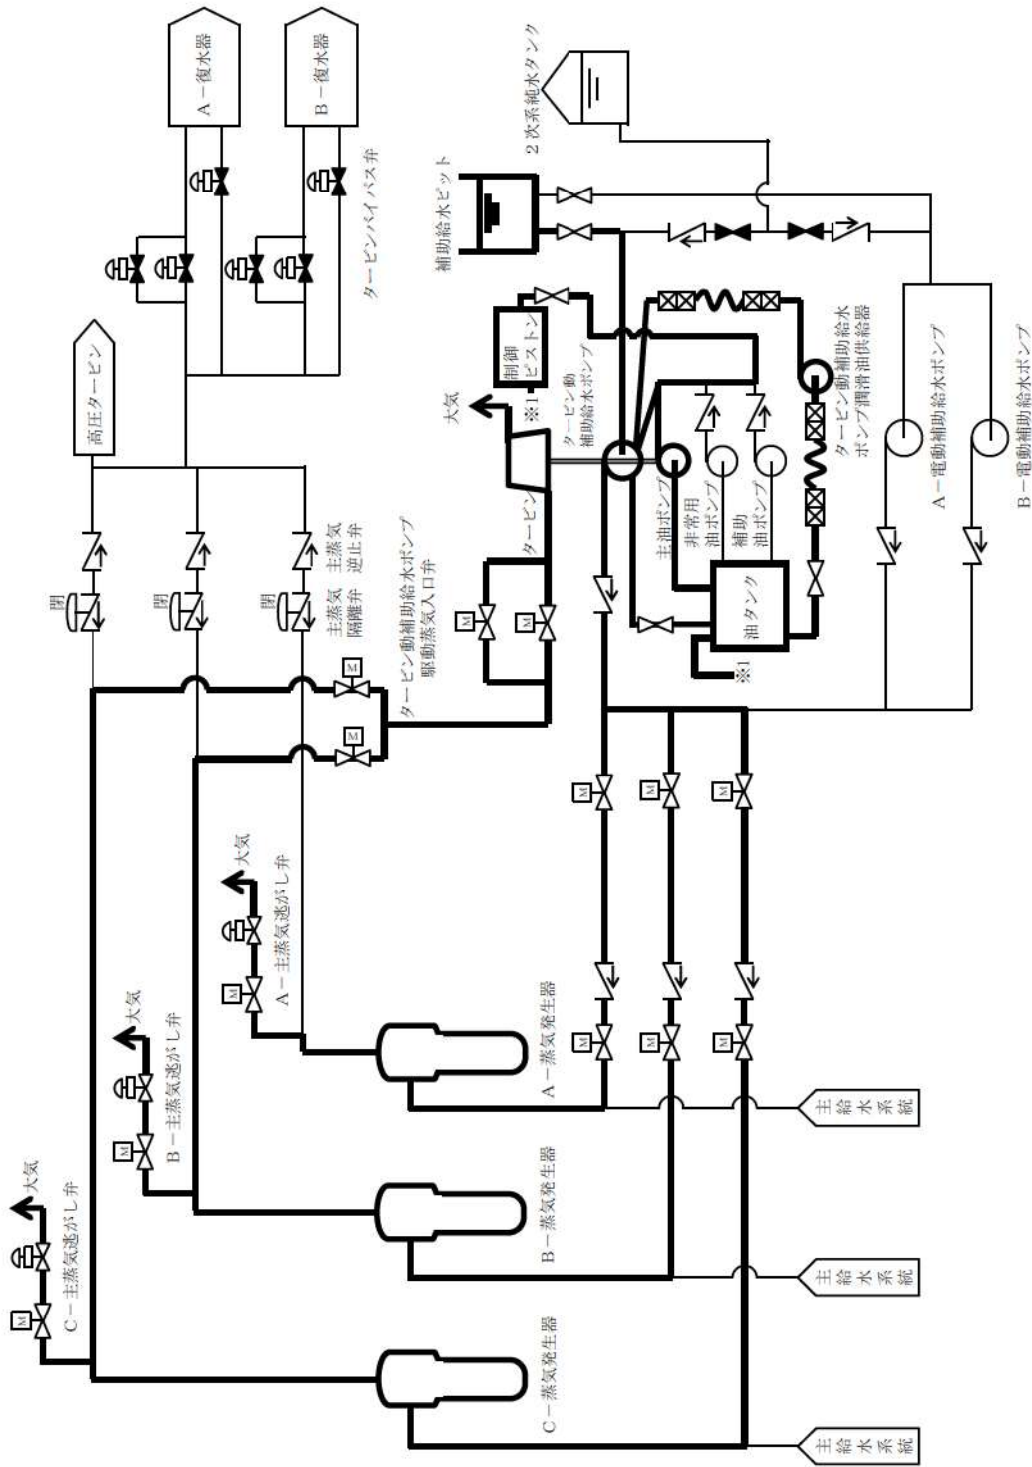 A－復水器
B－復水器
タービンバイパス弁
高圧タービン
2次系純水タンク
補助給水ピット
大気
制御
ピストン
※1
タービン動
補助給水ポンプ
タービン
主油ポンプ
非常用
油ポンプ
補助
油ポンプ
油タンク
※1
タービン動補助給水
ポンプ潤滑油供給器
A－電動補助給水ポンプ
B－電動補助給水ポンプ
閉
閉
閉
主蒸気
隔離弁
主蒸気
逆止弁
タービン動補助給水ポンプ
駆動蒸気入口弁
M
M
M
M
大気
A－主蒸気逃がし弁
M
大気
B－主蒸気逃がし弁
M
大気
C－主蒸気逃がし弁
M
A－蒸気発生器
B－蒸気発生器
C－蒸気発生器
M
M
M
M
M
M
主給水系統
主給水系統
主給水系統